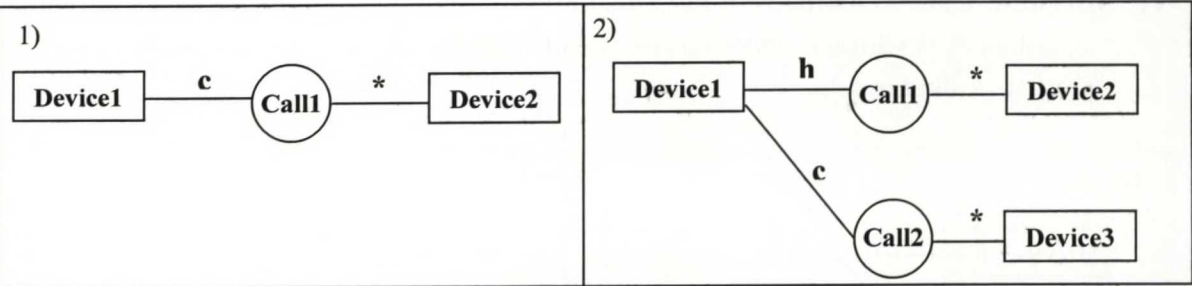 1)
Device1 c Call1 * Device2
2)
Device1 h Call1 * Device2
c
Call2 * Device3